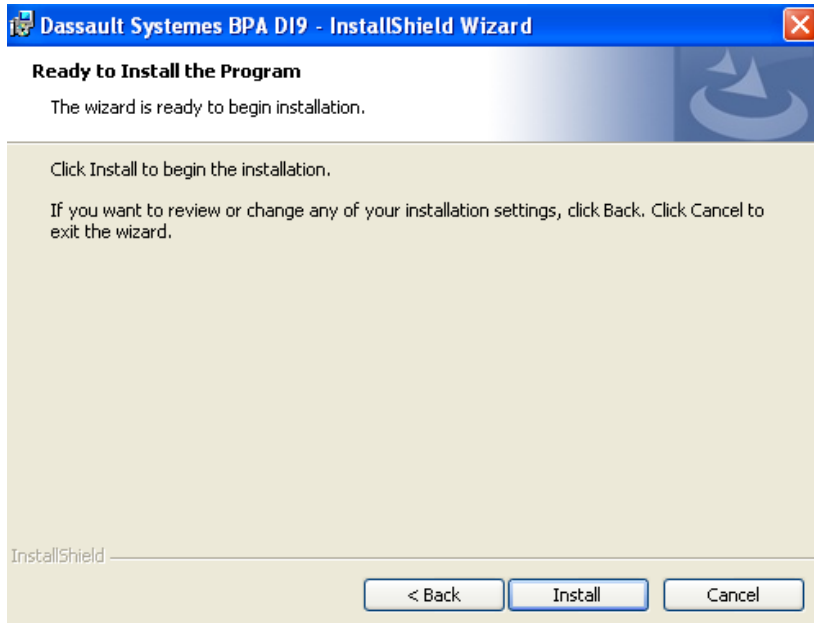 Dassault Systemes BPA DI9 - InstallShield Wizard
Ready to Install the Program
The wizard is ready to begin installation.
Click Install to begin the installation.
If you want to review or change any of your installation settings, click Back. Click Cancel to
exit the wizard.
InstallShield
< Back
Install
Cancel